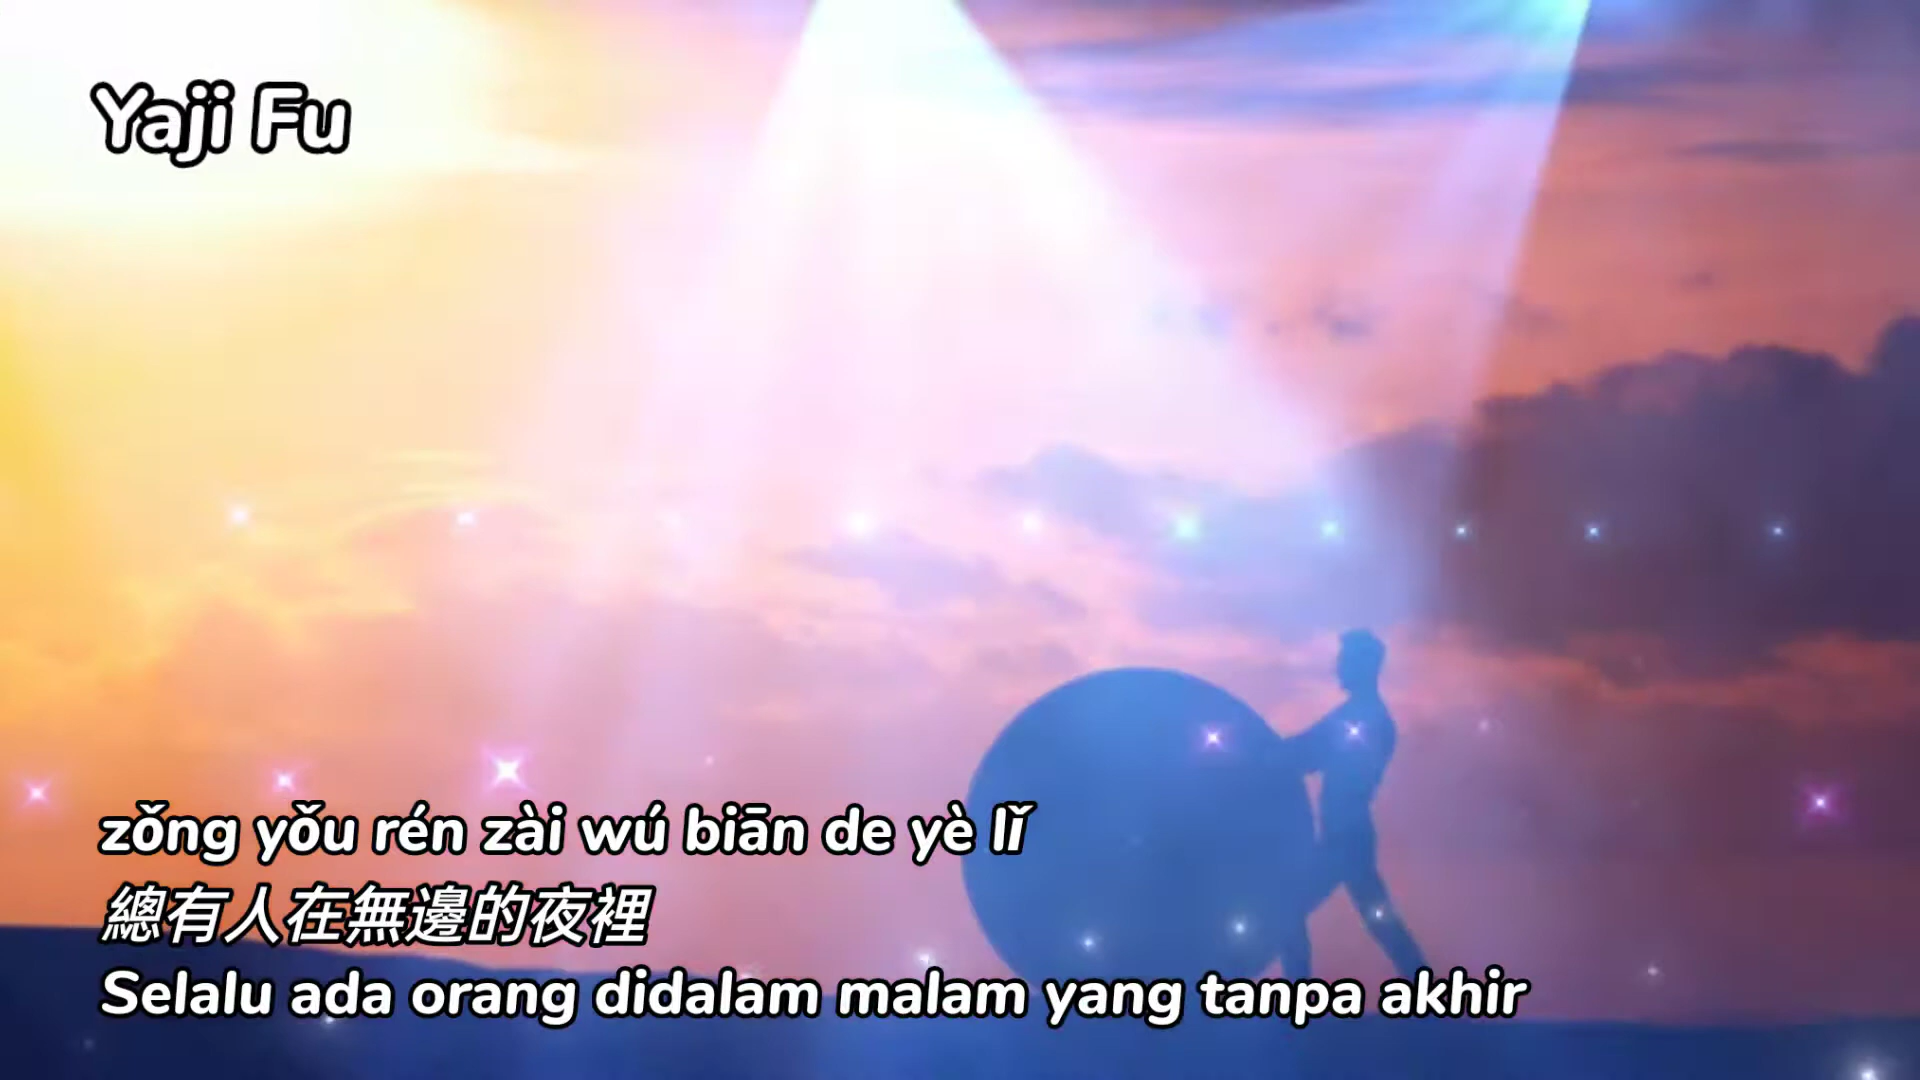 Yaji Fu
zǒng yǒu rén zài wú biān de yè lǐ
總有人在無邊的夜裡
Selalu ada orang didalam malam yang tanpa akhir